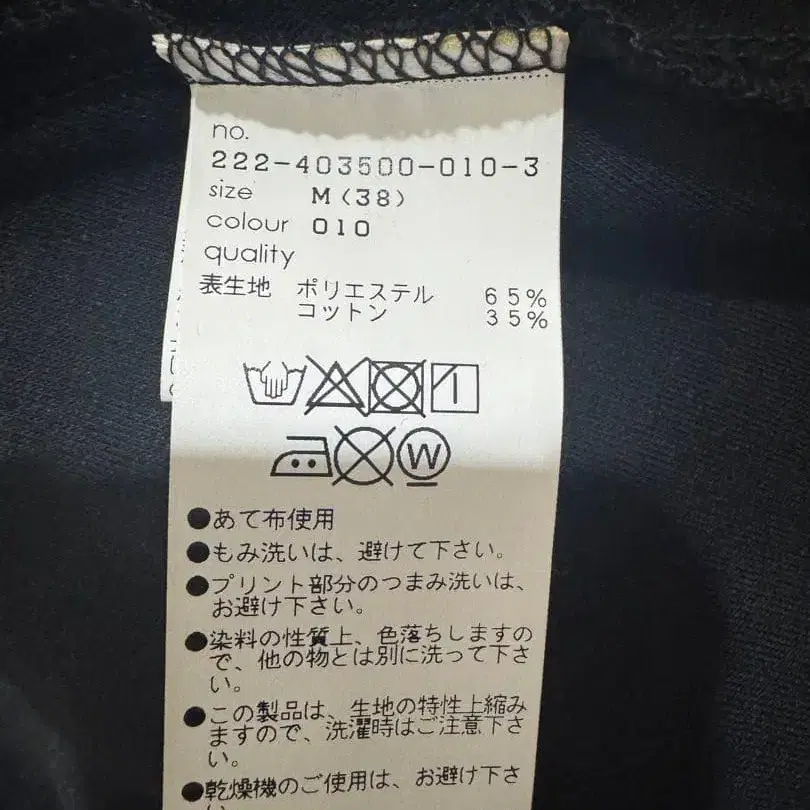 no.
222-403500-010-3
size M(38)
colour 010
quality
表生地 ポリエステル 65%
コットン 35%
W
●あて布使用
●もみ洗いは、避けて下さい。
●プリント部分のつまみ洗いは、
お避け下さい。
●染料の性質上、色落ちしますの
で、他の物とは別に洗って下さ
い。
●この製品は、生地の特性上縮み
ますので、洗濯時はご注意下さ
い。
●乾燥機のご使用は、お避け下さ